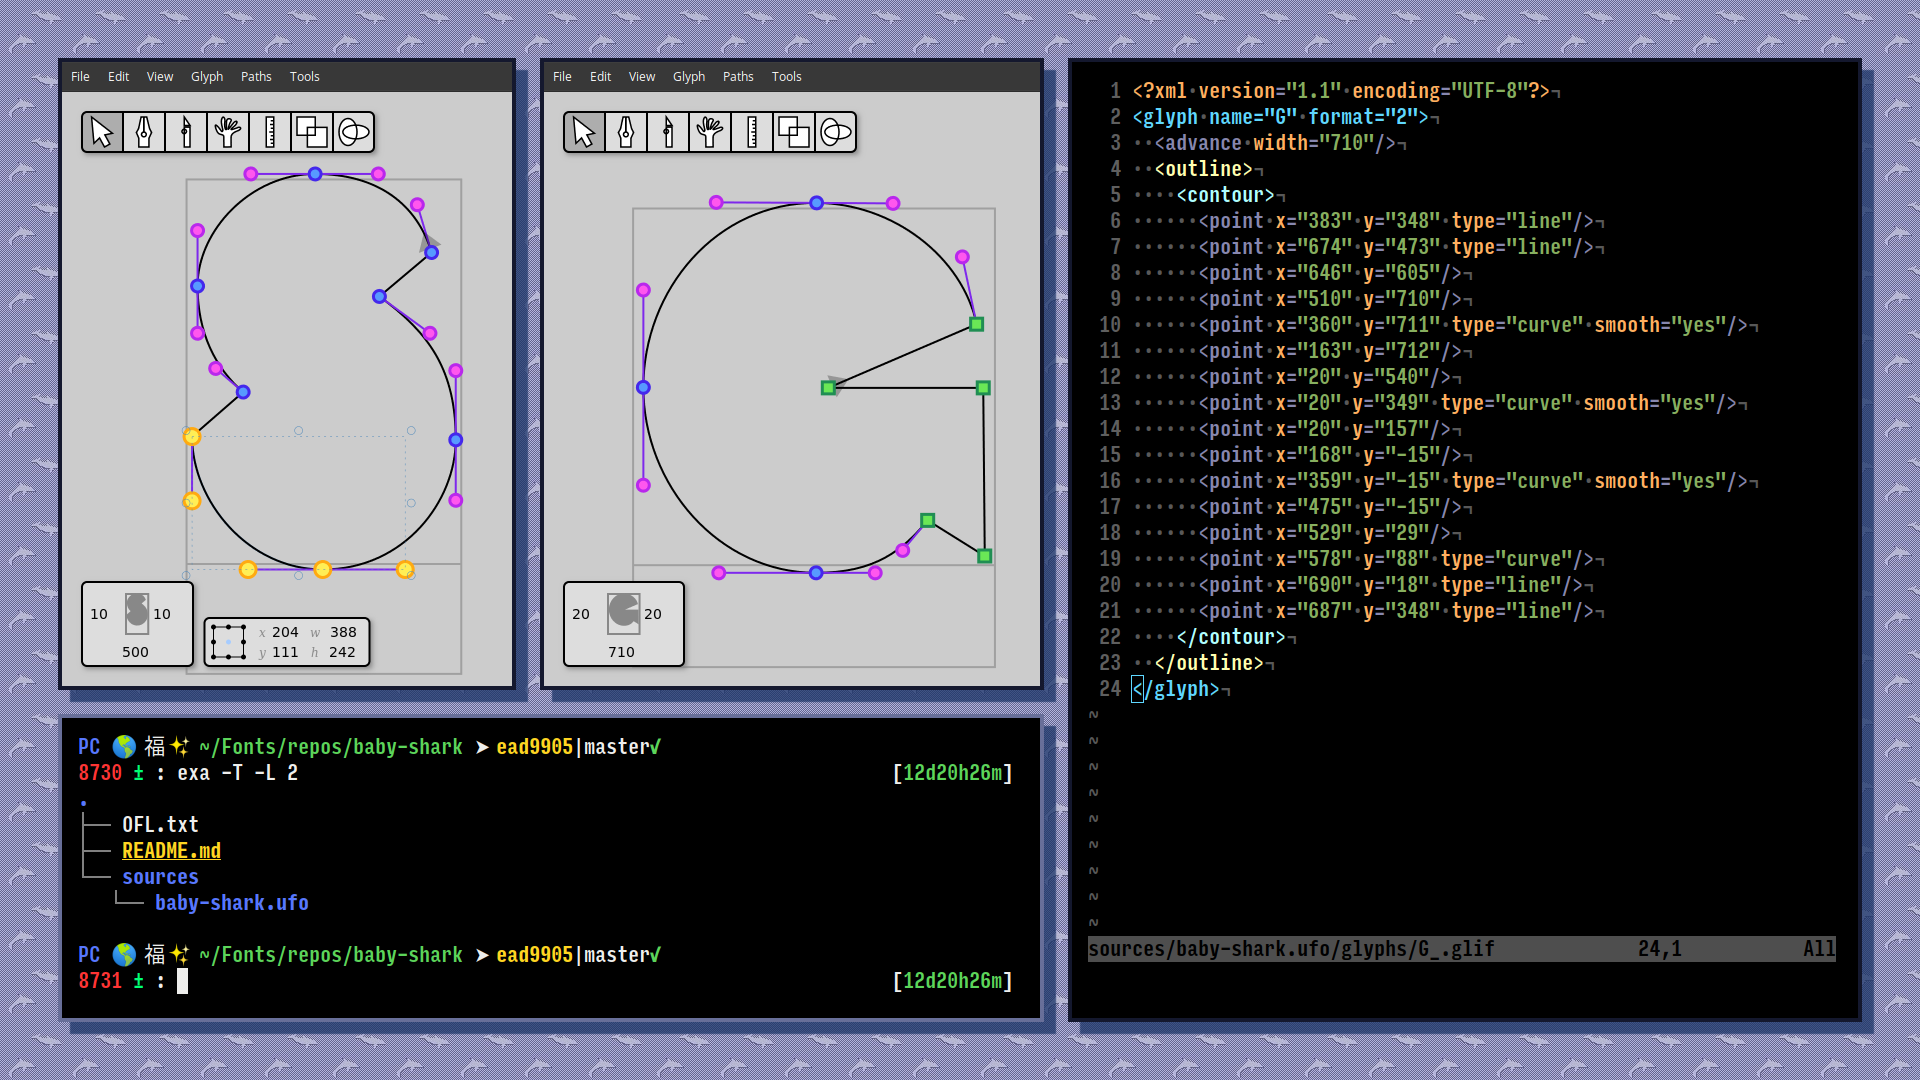 File Edit View Glyph Paths Tools
10 10
500
x 204 w 388
y 111 h 242
File Edit View Glyph Paths Tools
20 20
710
PC 🌎 福✨ ~/Fonts/repos/baby-shark ➤ ead9905|master✓
8730 ± : exa -T -L 2 [12d20h26m]
.
├── OFL.txt
├── README.md
└── sources
   └── baby-shark.ufo
PC 🌎 福✨ ~/Fonts/repos/baby-shark ➤ ead9905|master✓
8731 ± : [12d20h26m]
1 <?xml·version="1.1"·encoding="UTF-8"?>¬
2 <glyph·name="G"·format="2">¬
3 ··<advance·width="710"/>¬
4 ··<outline>¬
5 ····<contour>¬
6 ······<point·x="383"·y="348"·type="line"/>¬
7 ······<point·x="674"·y="473"·type="line"/>¬
8 ······<point·x="646"·y="605"/>¬
9 ······<point·x="510"·y="710"/>¬
10 ······<point·x="360"·y="711"·type="curve"·smooth="yes"/>¬
11 ······<point·x="163"·y="712"/>¬
12 ······<point·x="20"·y="540"/>¬
13 ······<point·x="20"·y="349"·type="curve"·smooth="yes"/>¬
14 ······<point·x="20"·y="157"/>¬
15 ······<point·x="168"·y="-15"/>¬
16 ······<point·x="359"·y="-15"·type="curve"·smooth="yes"/>¬
17 ······<point·x="475"·y="-15"/>¬
18 ······<point·x="529"·y="29"/>¬
19 ······<point·x="578"·y="88"·type="curve"/>¬
20 ······<point·x="690"·y="18"·type="line"/>¬
21 ······<point·x="687"·y="348"·type="line"/>¬
22 ····</contour>¬
23 ··</outline>¬
24 </glyph>¬
~
~
~
~
~
~
~
~
~
sources/baby-shark.ufo/glyphs/G_.glif 24,1 All